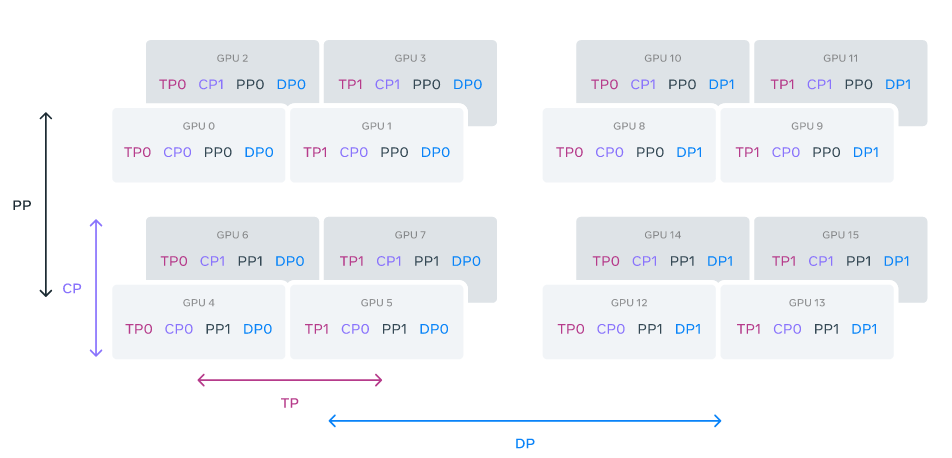 GPU 2
TP0 CP1 PP0 DP0
GPU 3
TP1 CP1 PP0 DP0
GPU 10
TP0 CP1 PP0 DP1
GPU 11
TP1 CP1 PP0 DP1
GPU 0
TP0 CP0 PP0 DP0
GPU 1
TP1 CP0 PP0 DP0
GPU 8
TP0 CP0 PP0 DP1
GPU 9
TP1 CP0 PP0 DP1
PP
GPU 6
TP0 CP1 PP1 DP0
GPU 7
TP1 CP1 PP1 DP0
GPU 14
TP0 CP1 PP1 DP1
GPU 15
TP1 CP1 PP1 DP1
CP
GPU 4
TP0 CP0 PP1 DP0
GPU 5
TP1 CP0 PP1 DP0
GPU 12
TP0 CP0 PP1 DP1
GPU 13
TP1 CP0 PP1 DP1
TP
DP